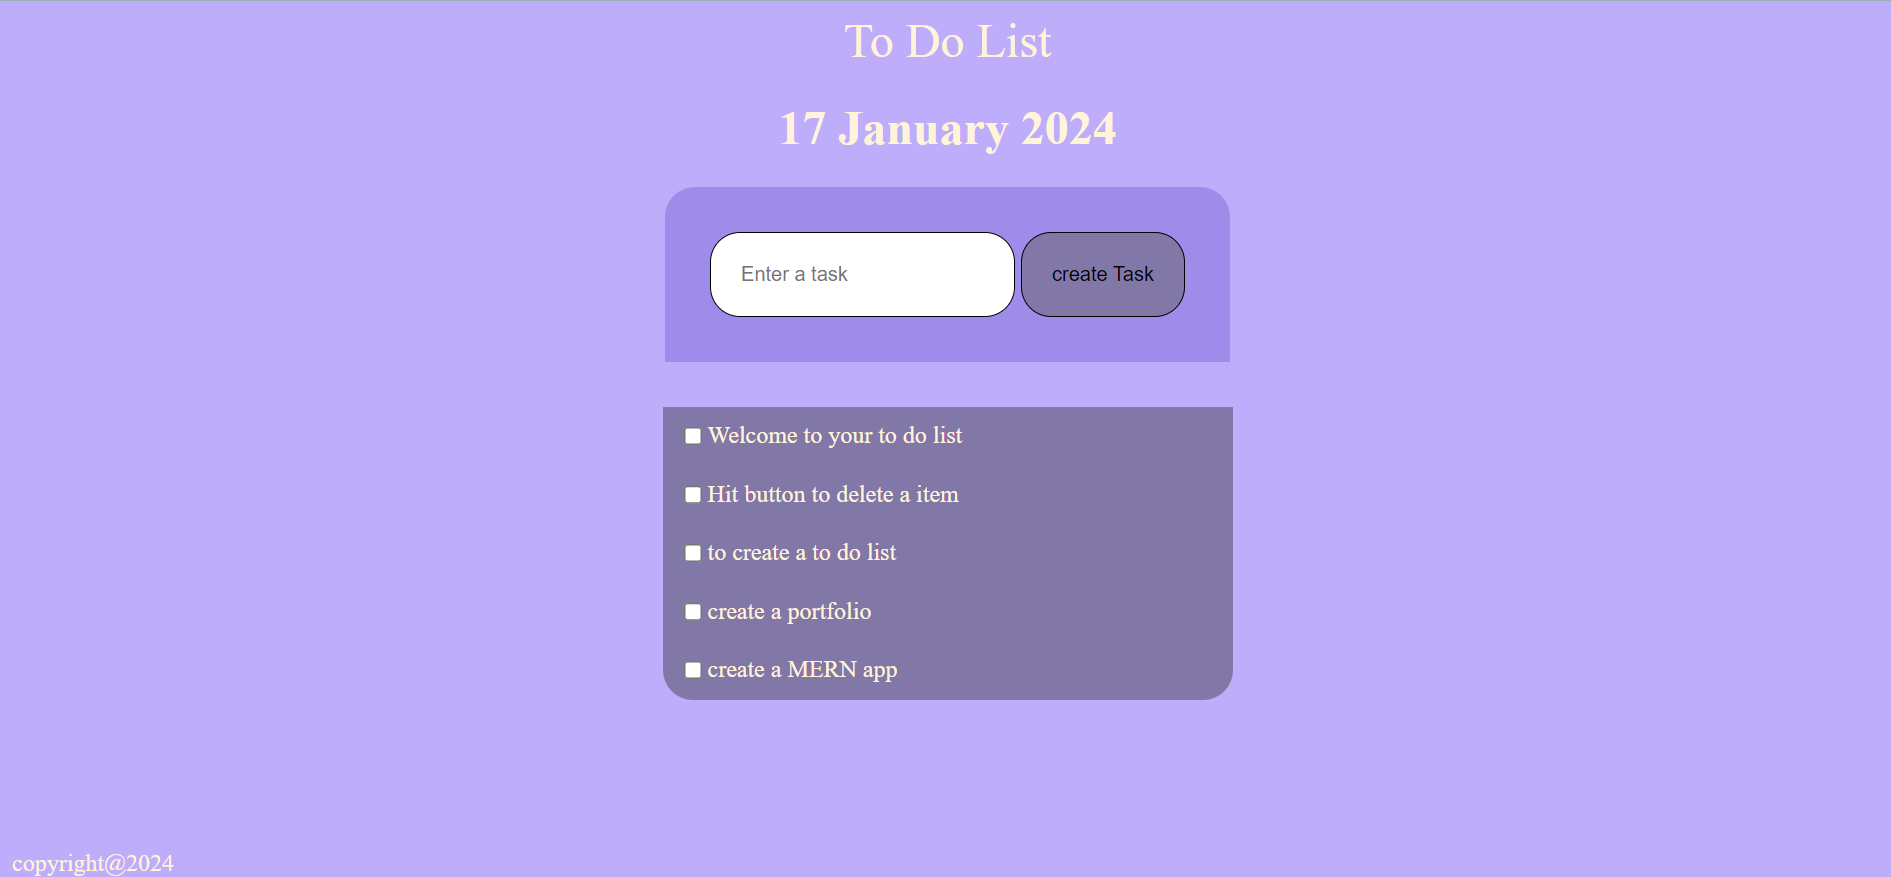 To Do List
17 January 2024
Enter a task
create Task
Welcome to your to do list
Hit button to delete a item
to create a to do list
create a portfolio
create a MERN app
copyright@2024